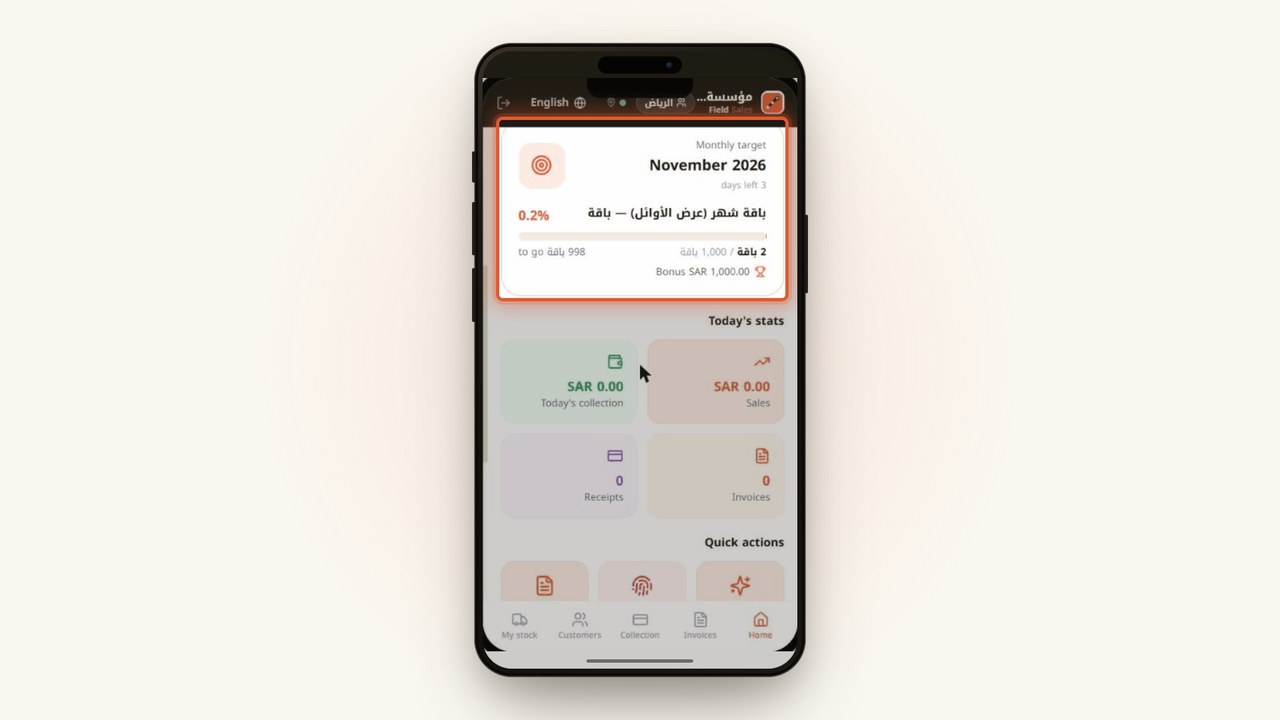 مؤسسة...
Field Sales
الرياض
English
Monthly target
November 2026
days left 3
باقة شهر (عرض الأوائل) — باقة
0.2%
2 باقة / 1,000 باقة
998 باقة to go
Bonus SAR 1,000.00
Today's stats
SAR 0.00
Sales
SAR 0.00
Today's collection
0
Invoices
0
Receipts
Quick actions
Home
Invoices
Collection
Customers
My stock